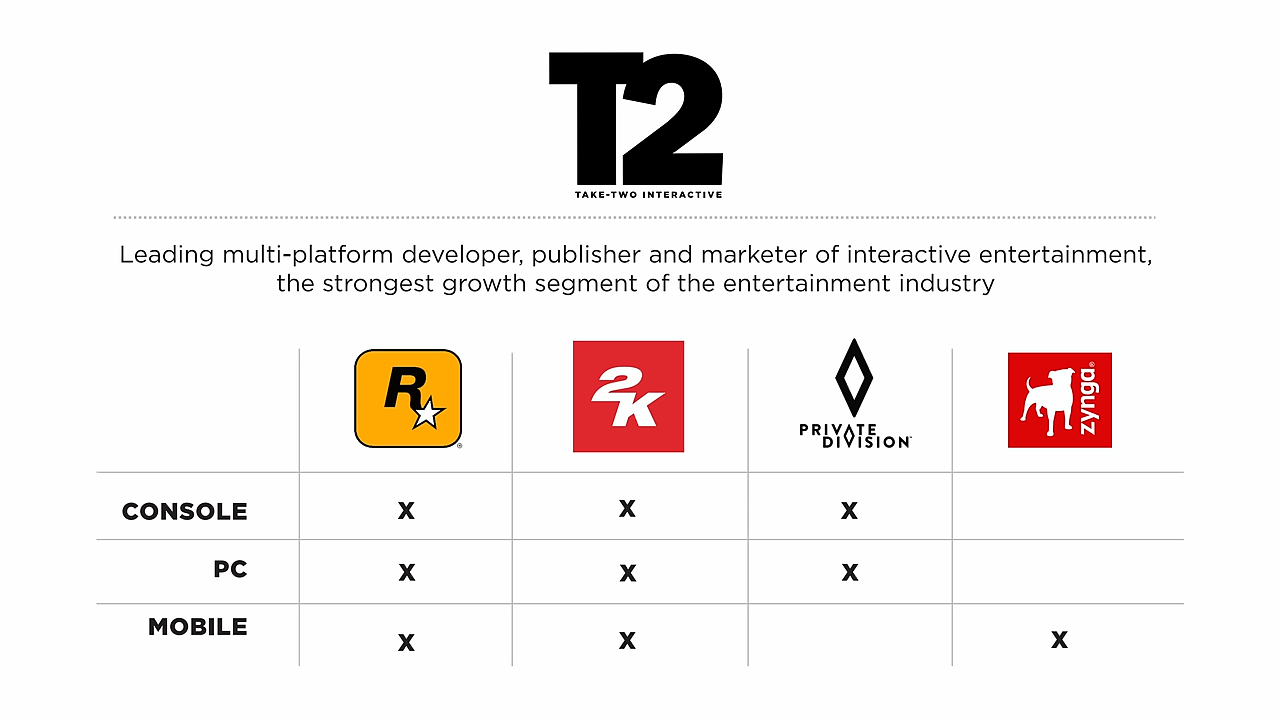 T2
TAKE-TWO INTERACTIVE
Leading multi-platform developer, publisher and marketer of interactive entertainment,
the strongest growth segment of the entertainment industry
R ®
2K
PRIVATE
DIVISION
zynga®
CONSOLE X X X
PC X X X
MOBILE X X X